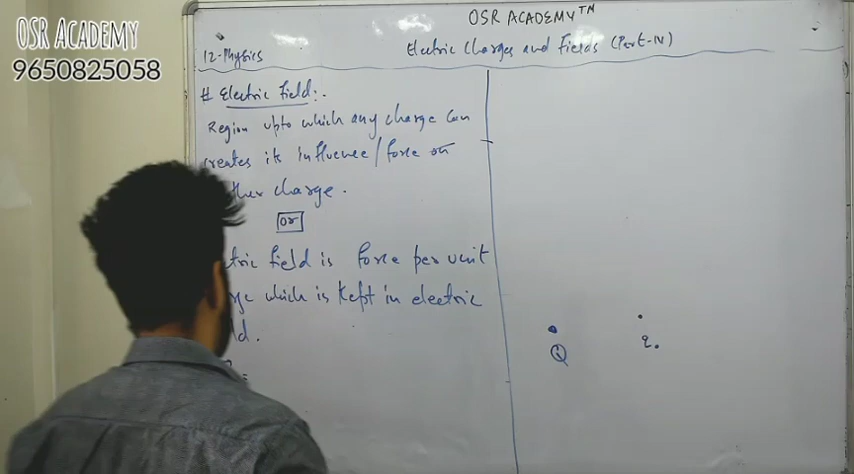 OSR ACADEMY
9650825058
OSR ACADEMY™
12-Physics
Electric Charges and Fields (Part-IV)
# Electric Field:-
Region upto which any charge can
creates its influence/force on
charge.
or
field is force per unit
which is kept in electric
Q
q₀